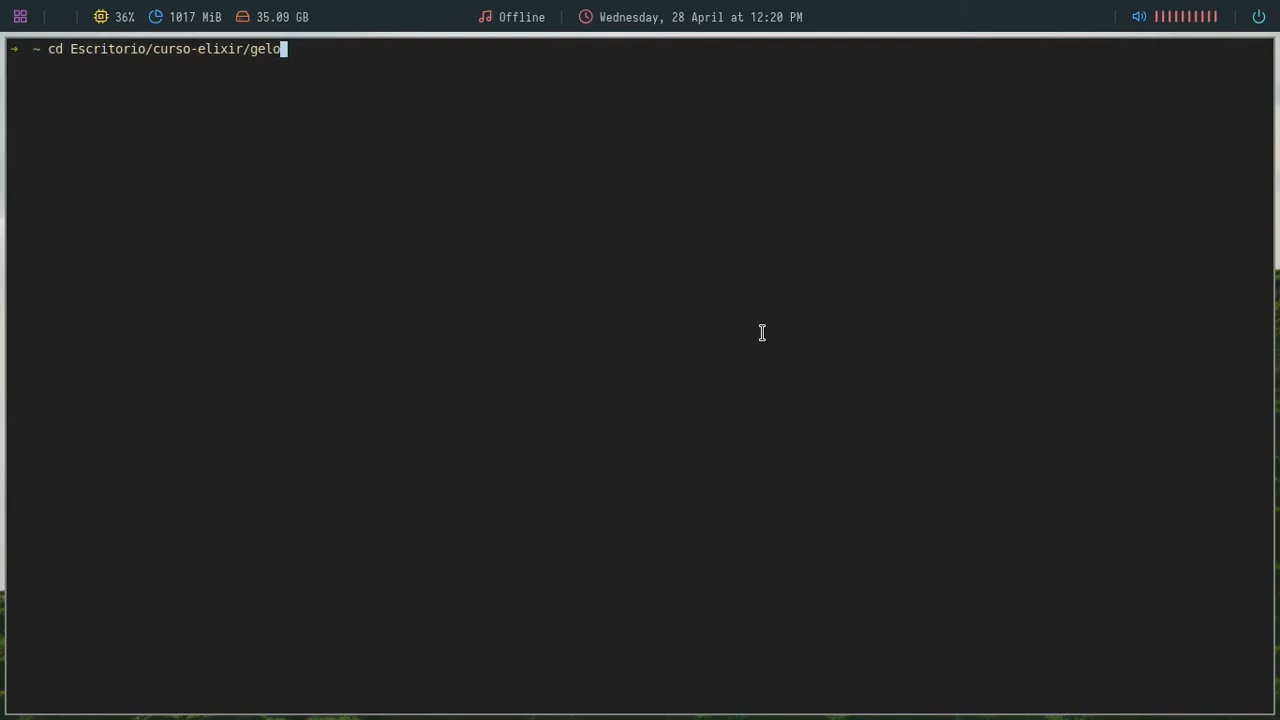 36% 1017 MiB 35.09 GB Offline Wednesday, 28 April at 12:20 PM
➜ ~ cd Escritorio/curso-elixir/gelo